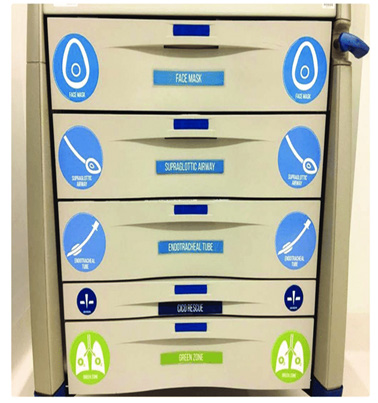 FACE MASK
FACE MASK
FACE MASK
SUPRAGLOTTIC
AIRWAY
SUPRAGLOTTIC AIRWAY
SUPRAGLOTTIC
AIRWAY
ENDOTRACHEAL
TUBE
ENDOTRACHEAL TUBE
ENDOTRACHEAL
TUBE
CICO RESCUE
GREEN ZONE
GREEN ZONE
GREEN ZONE